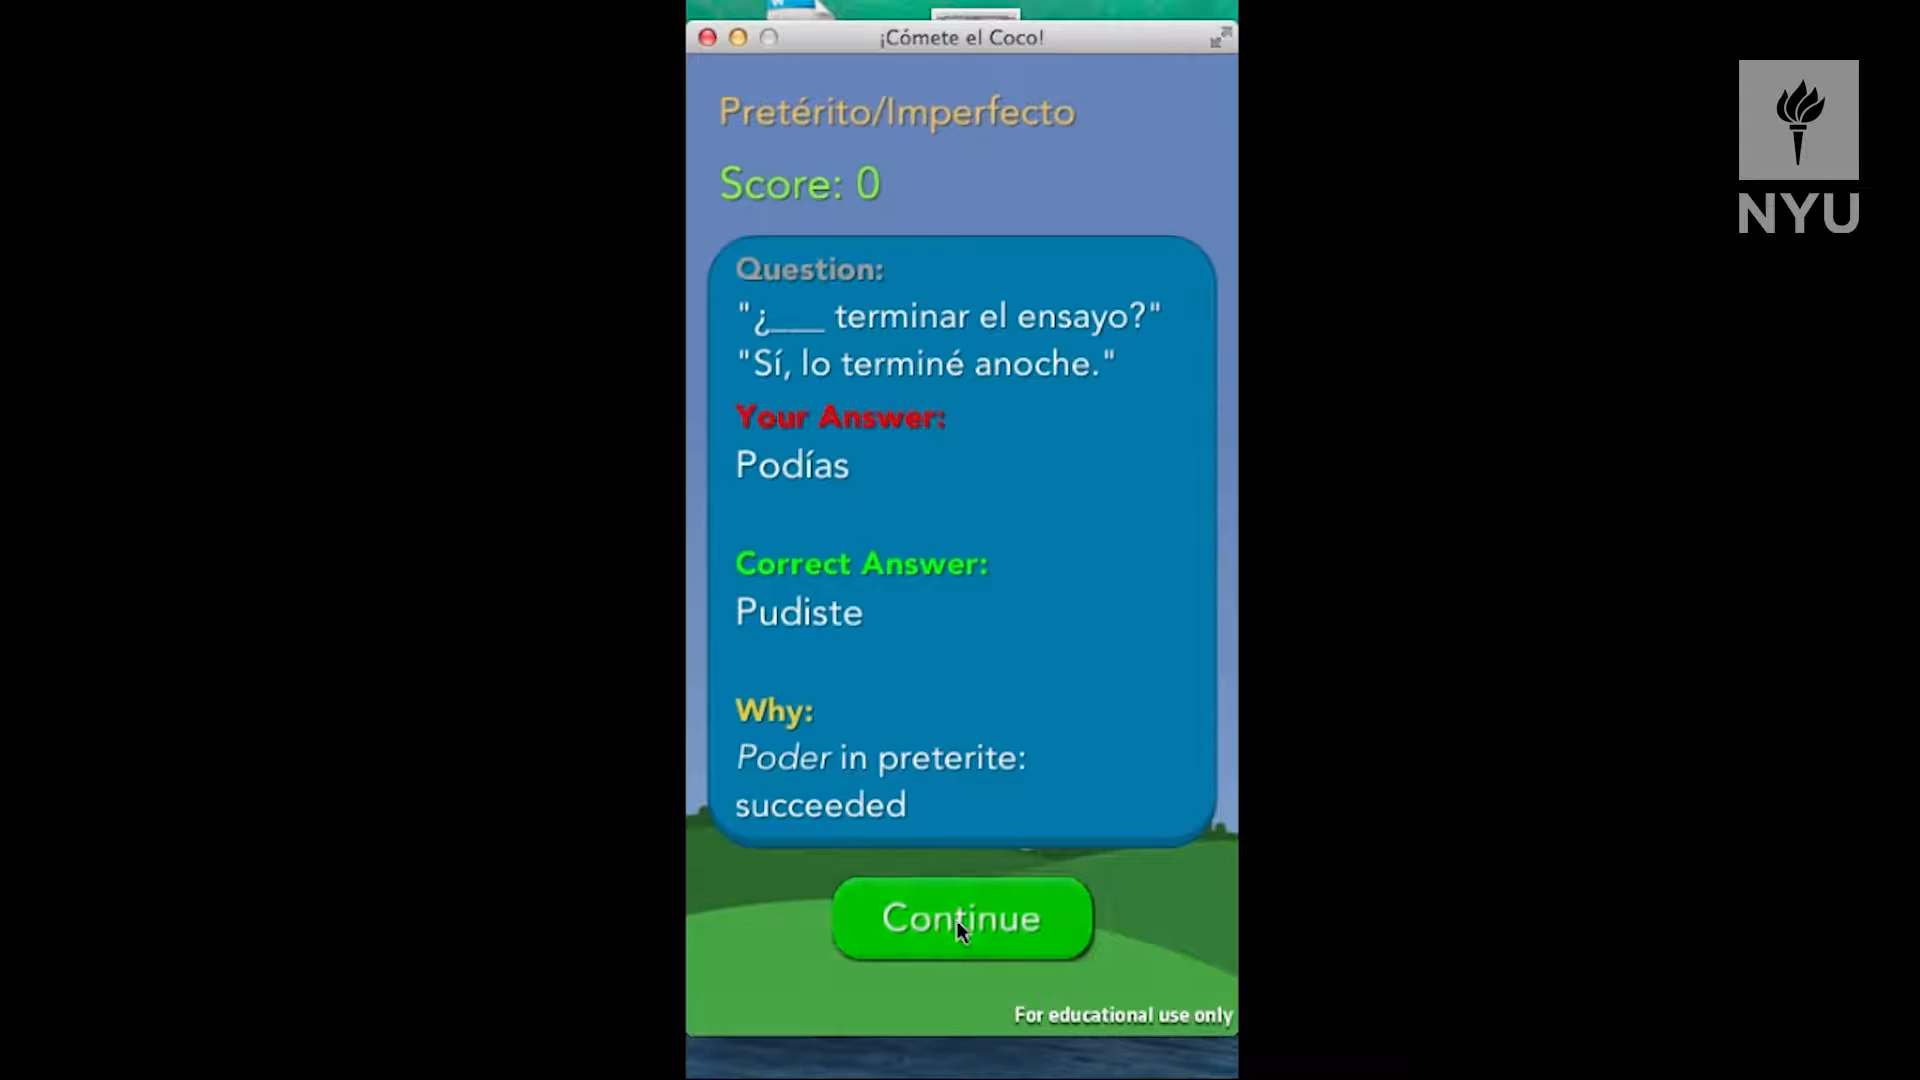 ¡Cómete el Coco!
Pretérito/Imperfecto
Score: 0
Question:
"¿___ terminar el ensayo?"
"Sí, lo terminé anoche."
Your Answer:
Podías
Correct Answer:
Pudiste
Why:
Poder in preterite:
succeeded
Continue
For educational use only
NYU